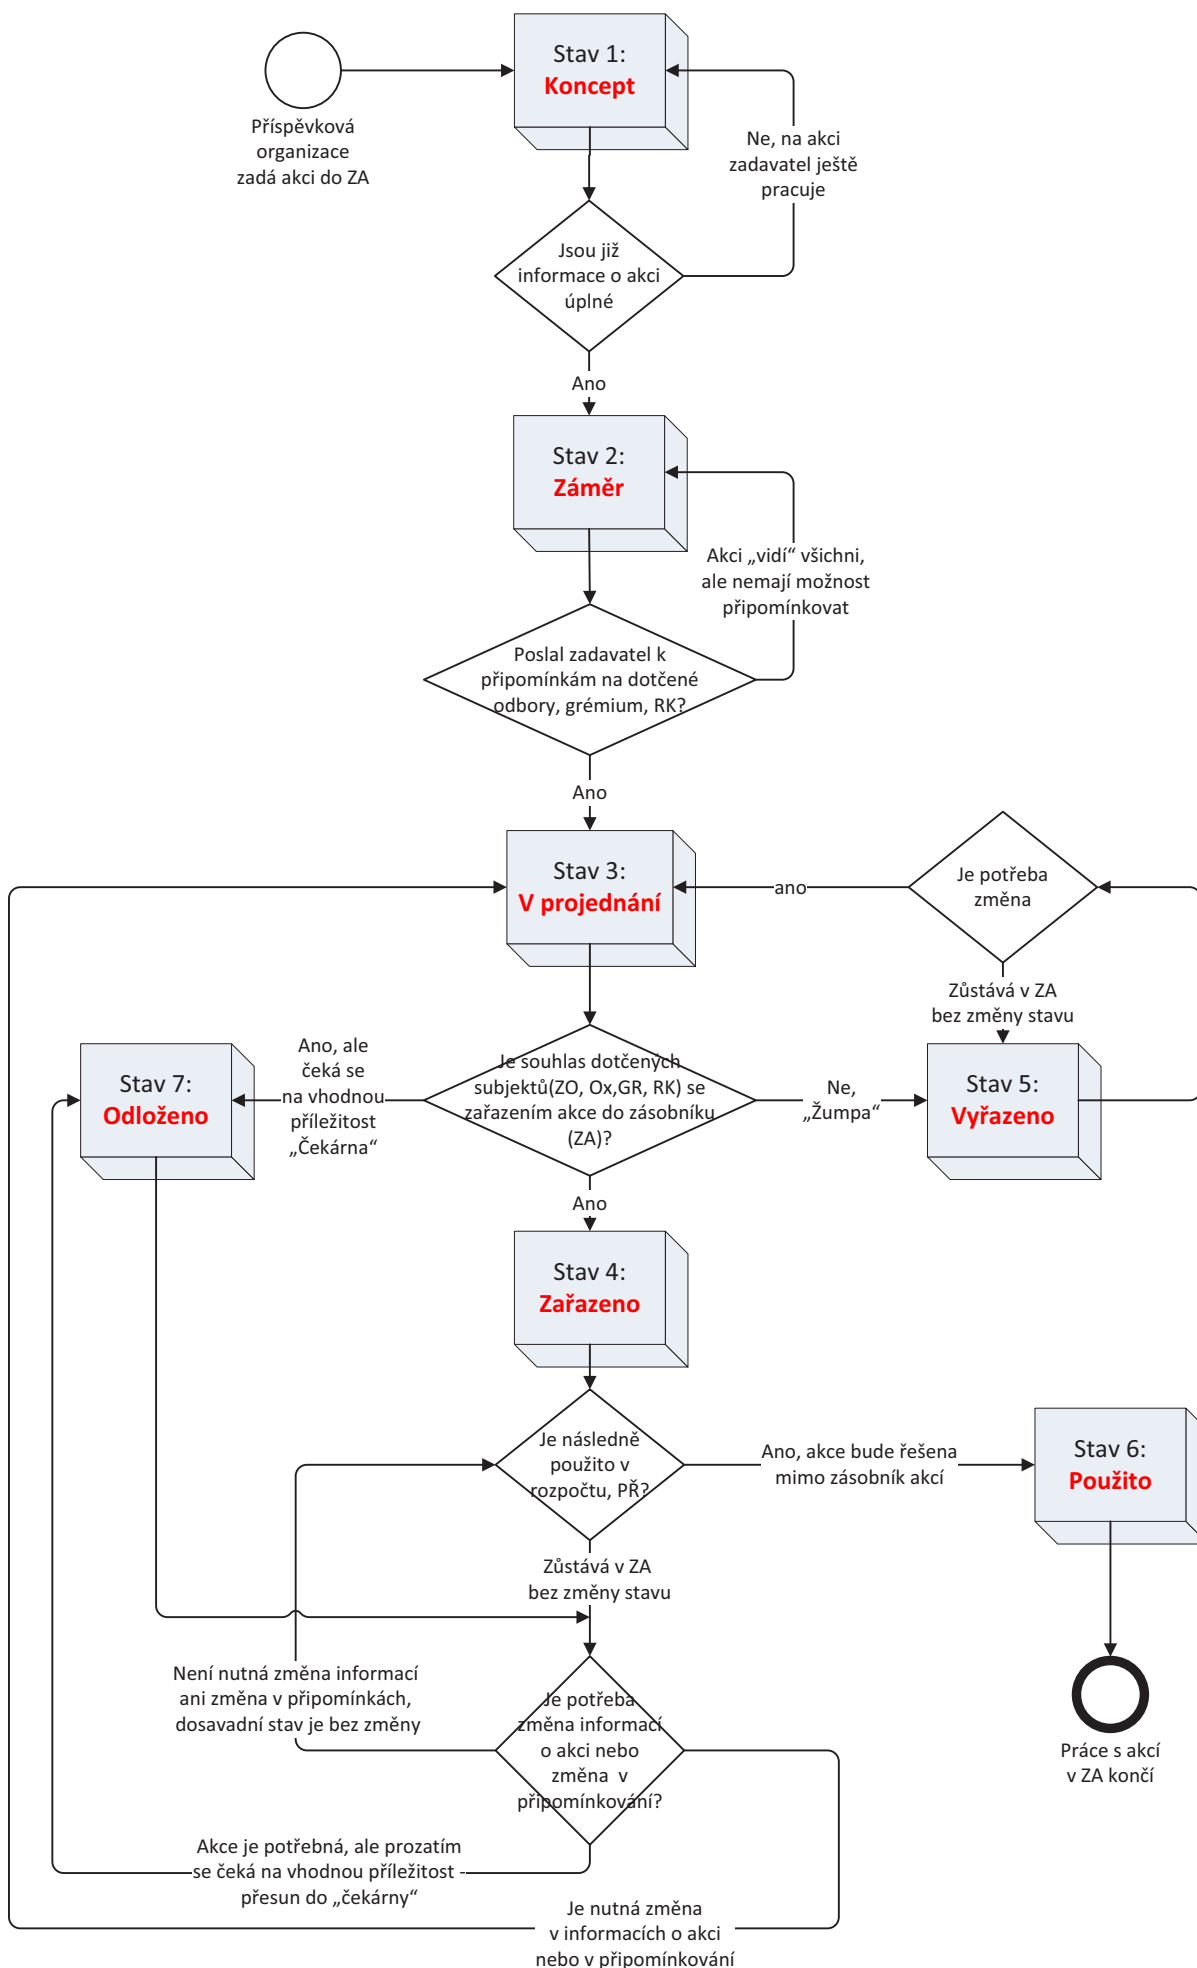 Stav 1:
Koncept
Příspěvková
organizace
zadá akci do ZA
Ne, na akci
zadavatel ještě
pracuje
Jsou již
informace o akci
úplné
Ano
Stav 2:
Záměr
Akci „vidí“ všichni,
ale nemají možnost
připomínkovat
Poslal zadavatel k
připomínkám na dotčené
odbory, grémium, RK?
Ano
Stav 3:
V projednání
ano
Je potřeba
změna
Zůstává v ZA
bez změny stavu
Ano, ale
čeká se
na vhodnou
příležitost
„Čekárna“
Stav 7:
Odloženo
Je souhlas dotčených
subjektů(ZO, Ox,GR, RK) se
zařazením akce do zásobníku
(ZA)?
Ne,
„Žumpa“
Stav 5:
Vyřazeno
Ano
Stav 4:
Zařazeno
Je následně
použito v
rozpočtu, PŘ?
Ano, akce bude řešena
mimo zásobník akcí
Stav 6:
Použito
Zůstává v ZA
bez změny stavu
Není nutná změna informací
ani změna v připomínkách,
dosavadní stav je bez změny
Je potřeba
změna informací
o akci nebo
změna v
připomínkování?
Práce s akcí
v ZA končí
Akce je potřebná, ale prozatím
se čeká na vhodnou příležitost -
přesun do „čekárny“
Je nutná změna
v informacích o akci
nebo v připomínkování